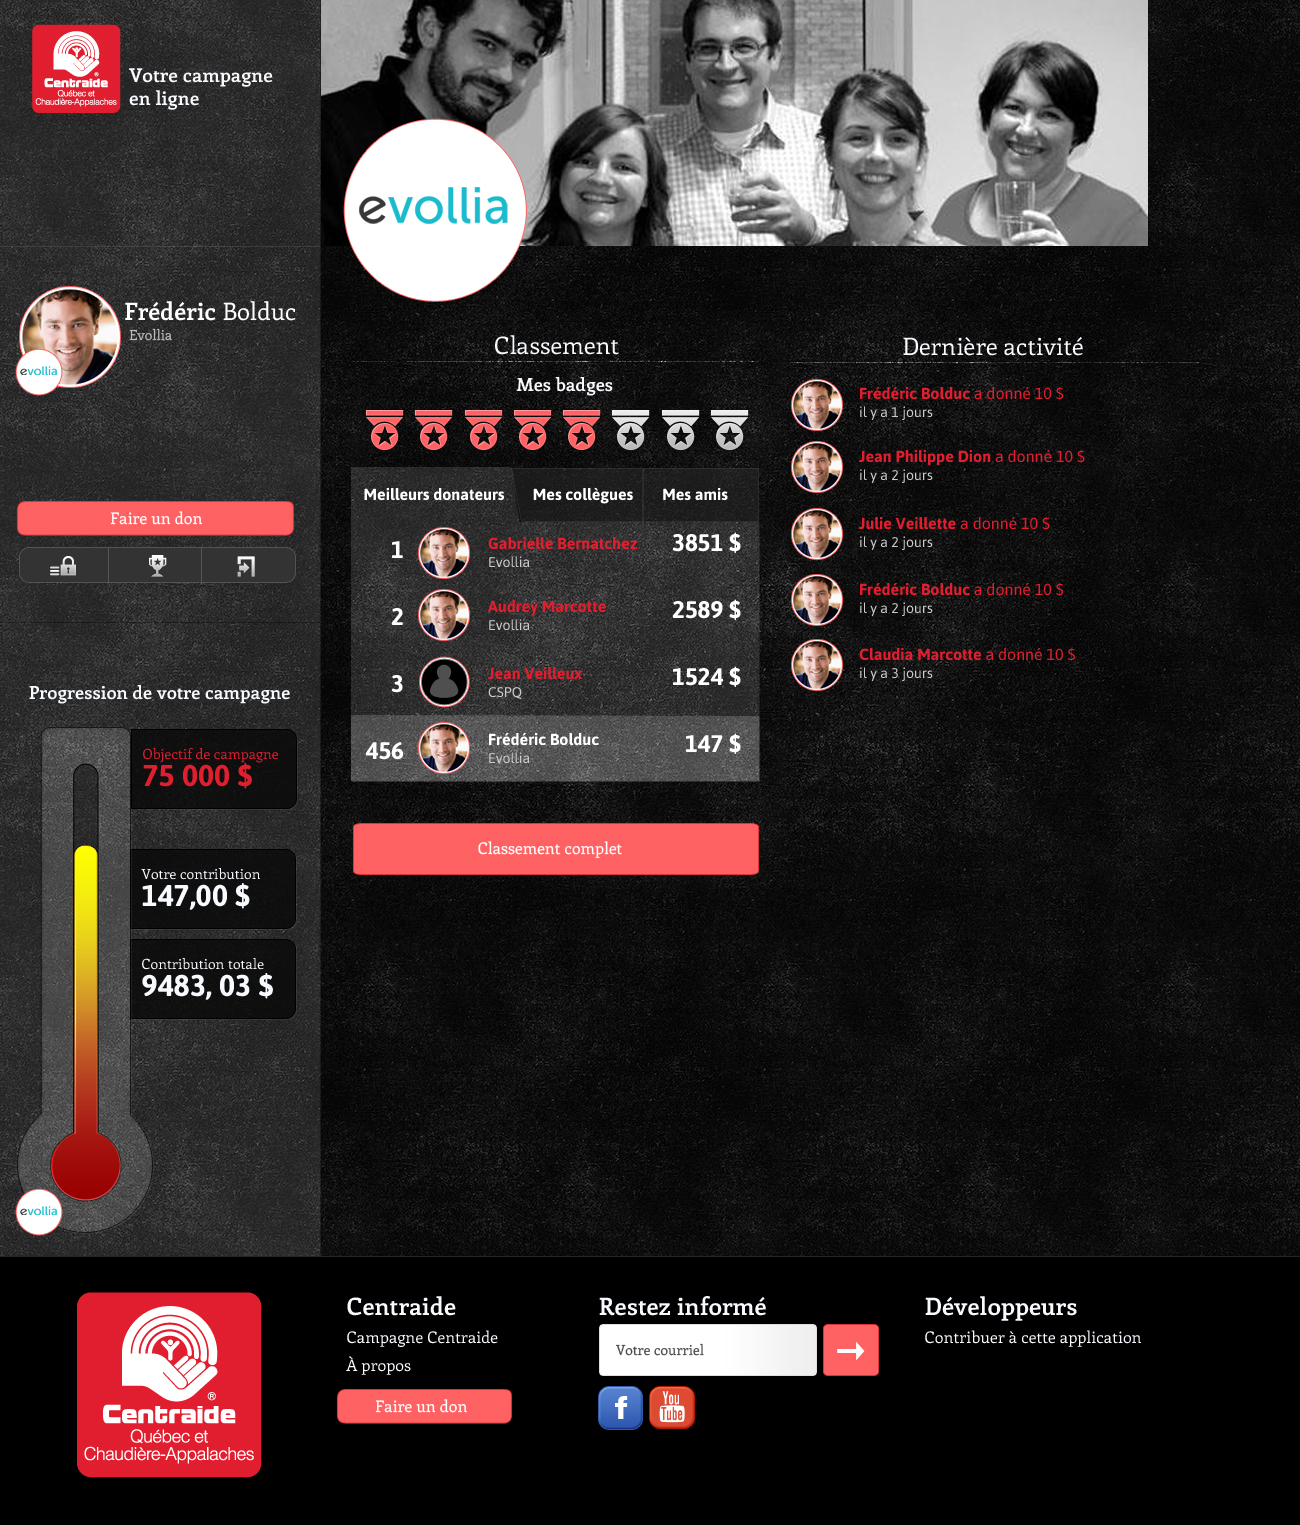 Centraide
Québec et
Chaudière-Appalaches
Votre campagne
en ligne
evollia
Frédéric Bolduc
Evollia
evollia
Faire un don
Progression de votre campagne
Objectif de campagne
75 000 $
Votre contribution
147,00 $
Contribution totale
9483, 03 $
evollia
Classement
Mes badges
Meilleurs donateurs
Mes collègues
Mes amis
1
Gabrielle Bernatchez
Evollia
3851 $
2
Audrey Marcotte
Evollia
2589 $
3
Jean Veilleux
CSPQ
1524 $
456
Frédéric Bolduc
Evollia
147 $
Classement complet
Dernière activité
Frédéric Bolduc a donné 10 $
il y a 1 jours
Jean Philippe Dion a donné 10 $
il y a 2 jours
Julie Veillette a donné 10 $
il y a 2 jours
Frédéric Bolduc a donné 10 $
il y a 2 jours
Claudia Marcotte a donné 10 $
il y a 3 jours
Centraide
Québec et
Chaudière-Appalaches
Centraide
Campagne Centraide
À propos
Faire un don
Restez informé
Votre courriel
f
You
Tube
Développeurs
Contribuer à cette application